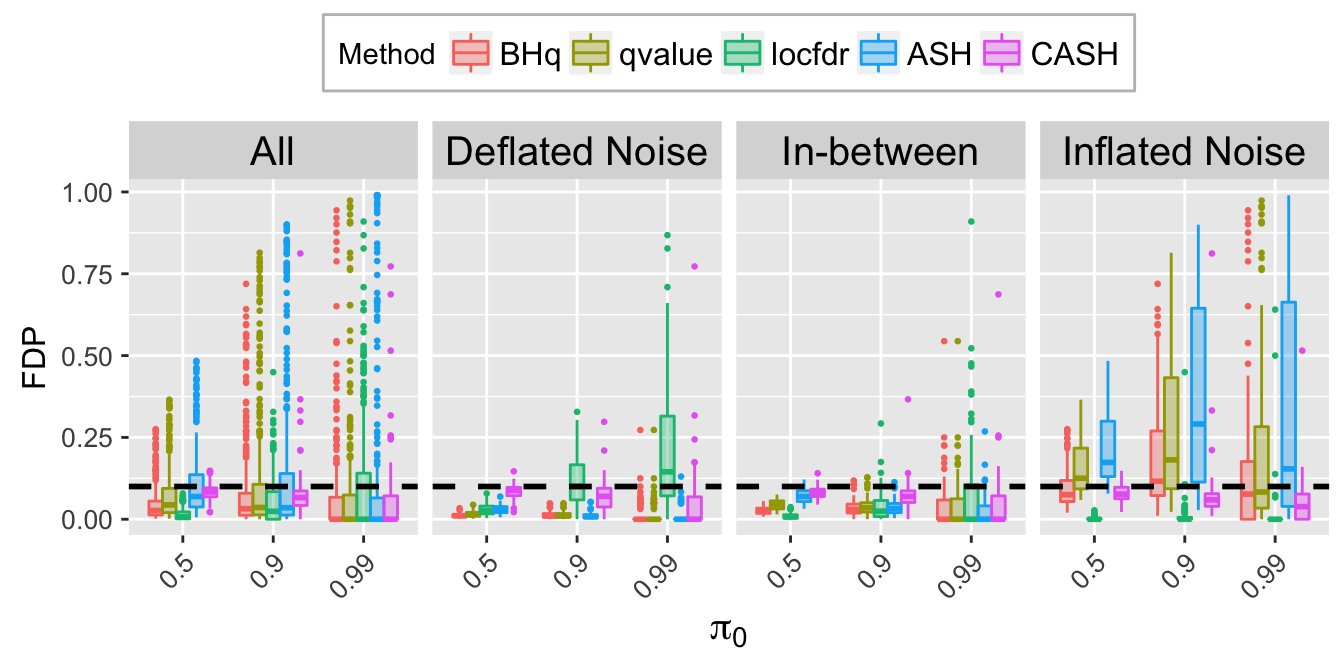 Method BHq qvalue locfdr ASH CASH
All Deflated Noise In-between Inflated Noise
1.00
0.75
0.50
0.25
0.00
FDP
0.5 0.9 0.99 0.5 0.9 0.99 0.5 0.9 0.99 0.5 0.9 0.99
π0